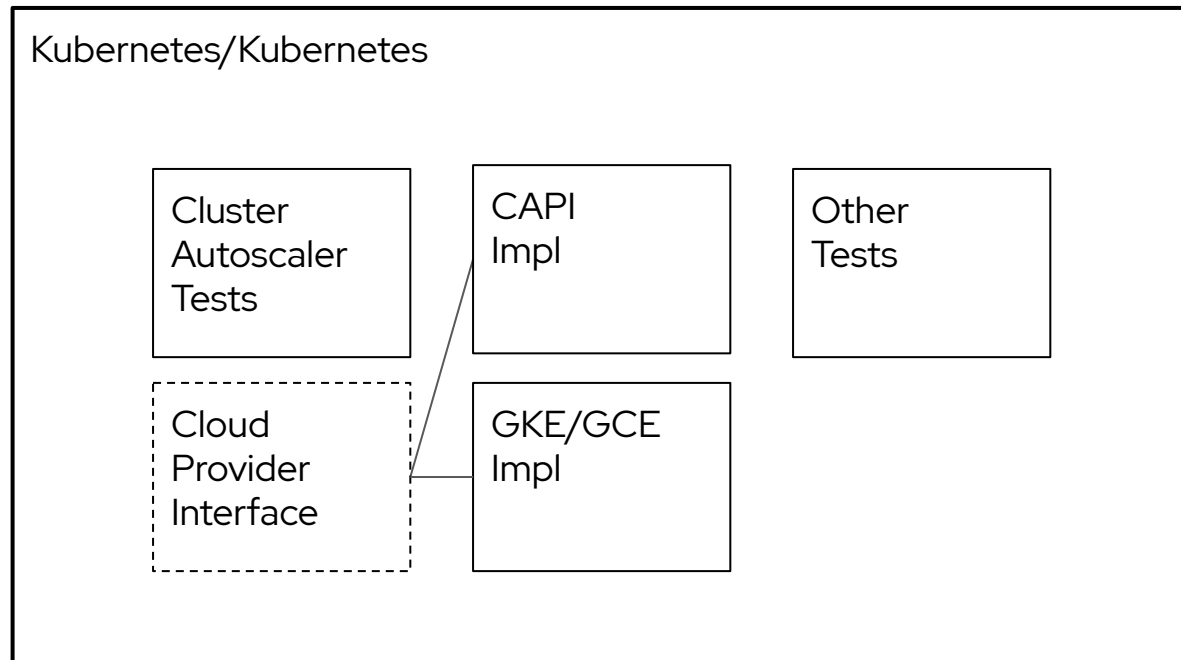 Kubernetes/Kubernetes
Cluster
Autoscaler
Tests
CAPI
Impl
Other
Tests
Cloud
Provider
Interface
GKE/GCE
Impl